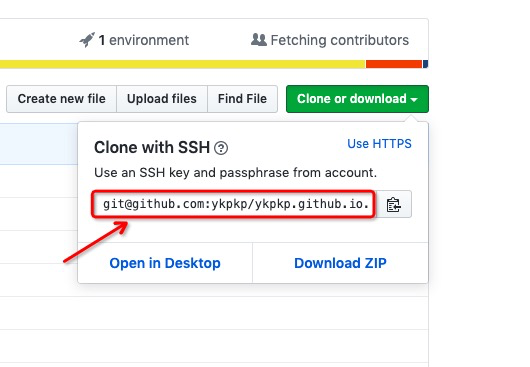 1 environment
Fetching contributors
Create new file
Upload files
Find File
Clone or download
Clone with SSH
Use HTTPS
Use an SSH key and passphrase from account.
git@github.com:ykpkp/ykpkp.github.io.
Open in Desktop
Download ZIP